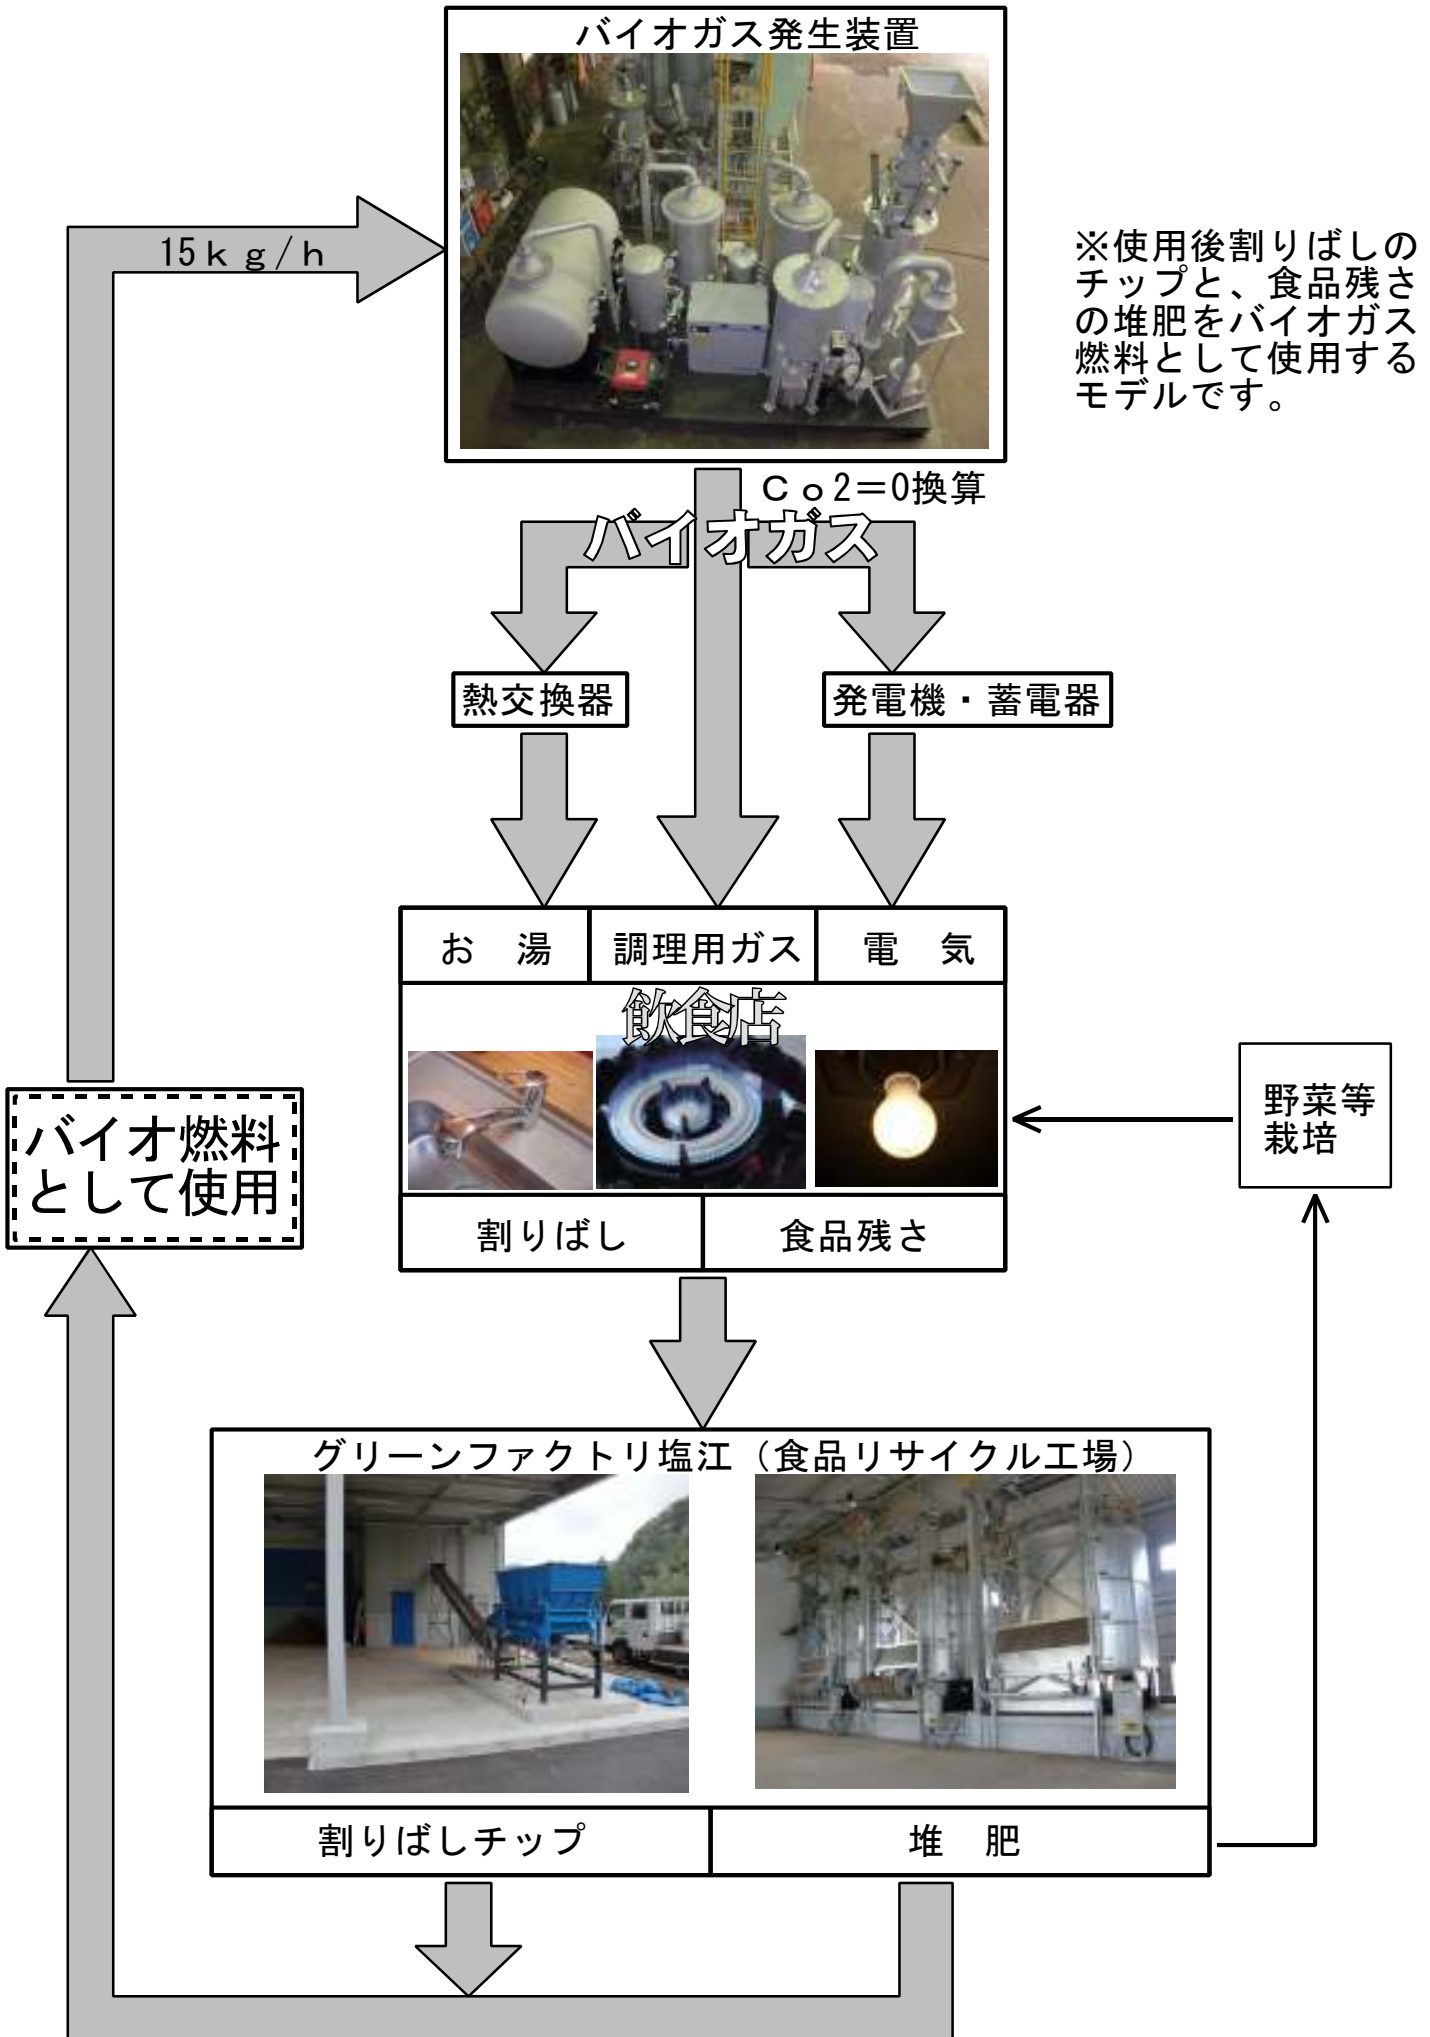 バイオガス発生装置
15ｋｇ/ｈ
※使用後割りばしの
チップと、食品残さ
の堆肥をバイオガス
燃料として使用する
モデルです。
Ｃｏ2＝0換算
バイオガス
熱交換器
発電機・蓄電器
お　湯
調理用ガス
電　気
飲食店
野菜等
栽培
バイオ燃料
として使用
割りばし
食品残さ
グリーンファクトリ塩江（食品リサイクル工場）
割りばしチップ
堆　肥